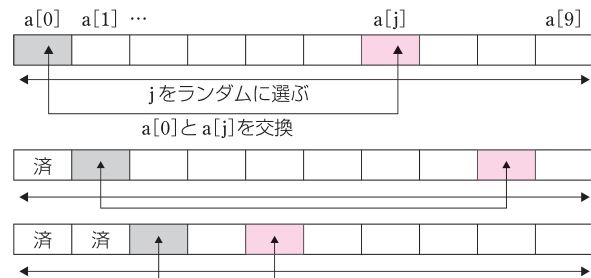 a[0] a[1] … a[j] a[9]
jをランダムに選ぶ
a[0]とa[j]を交換
済
済 済